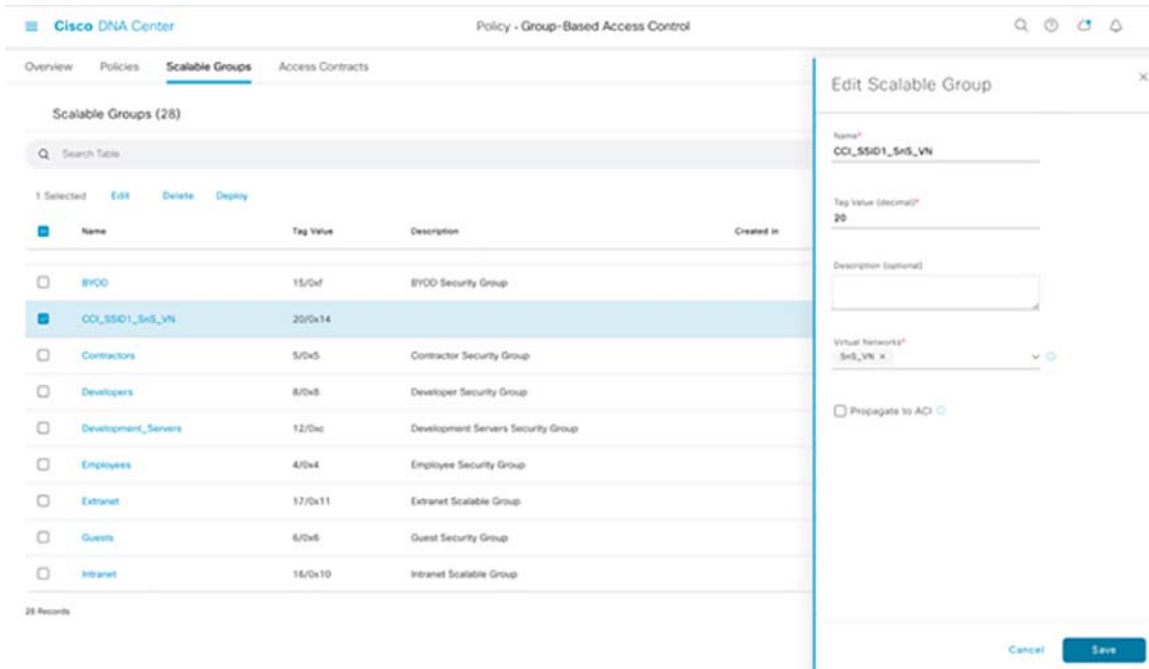 Cisco DNA Center
Policy - Group-Based Access Control
Overview Policies Scalable Groups Access Contracts
Scalable Groups (28)
Search Table
1 Selected Edit Delete Deploy
Name Tag Value Description Created in
BYOD 15/0xf BYOD Security Group
CCI_SSID1_SnS_VN 20/0x14
Contractors 5/0x5 Contractor Security Group
Developers 8/0x8 Developer Security Group
Development_Servers 12/0xc Development Servers Security Group
Employees 4/0x4 Employee Security Group
Extranet 17/0x11 Extranet Scalable Group
Guests 6/0x6 Guest Security Group
Intranet 16/0x10 Intranet Scalable Group
28 Records
Edit Scalable Group
Name*
CCI_SSID1_SnS_VN
Tag Value (decimal)*
20
Description (optional)
Virtual Networks*
SnS_VN ×
Propagate to ACI
Cancel Save